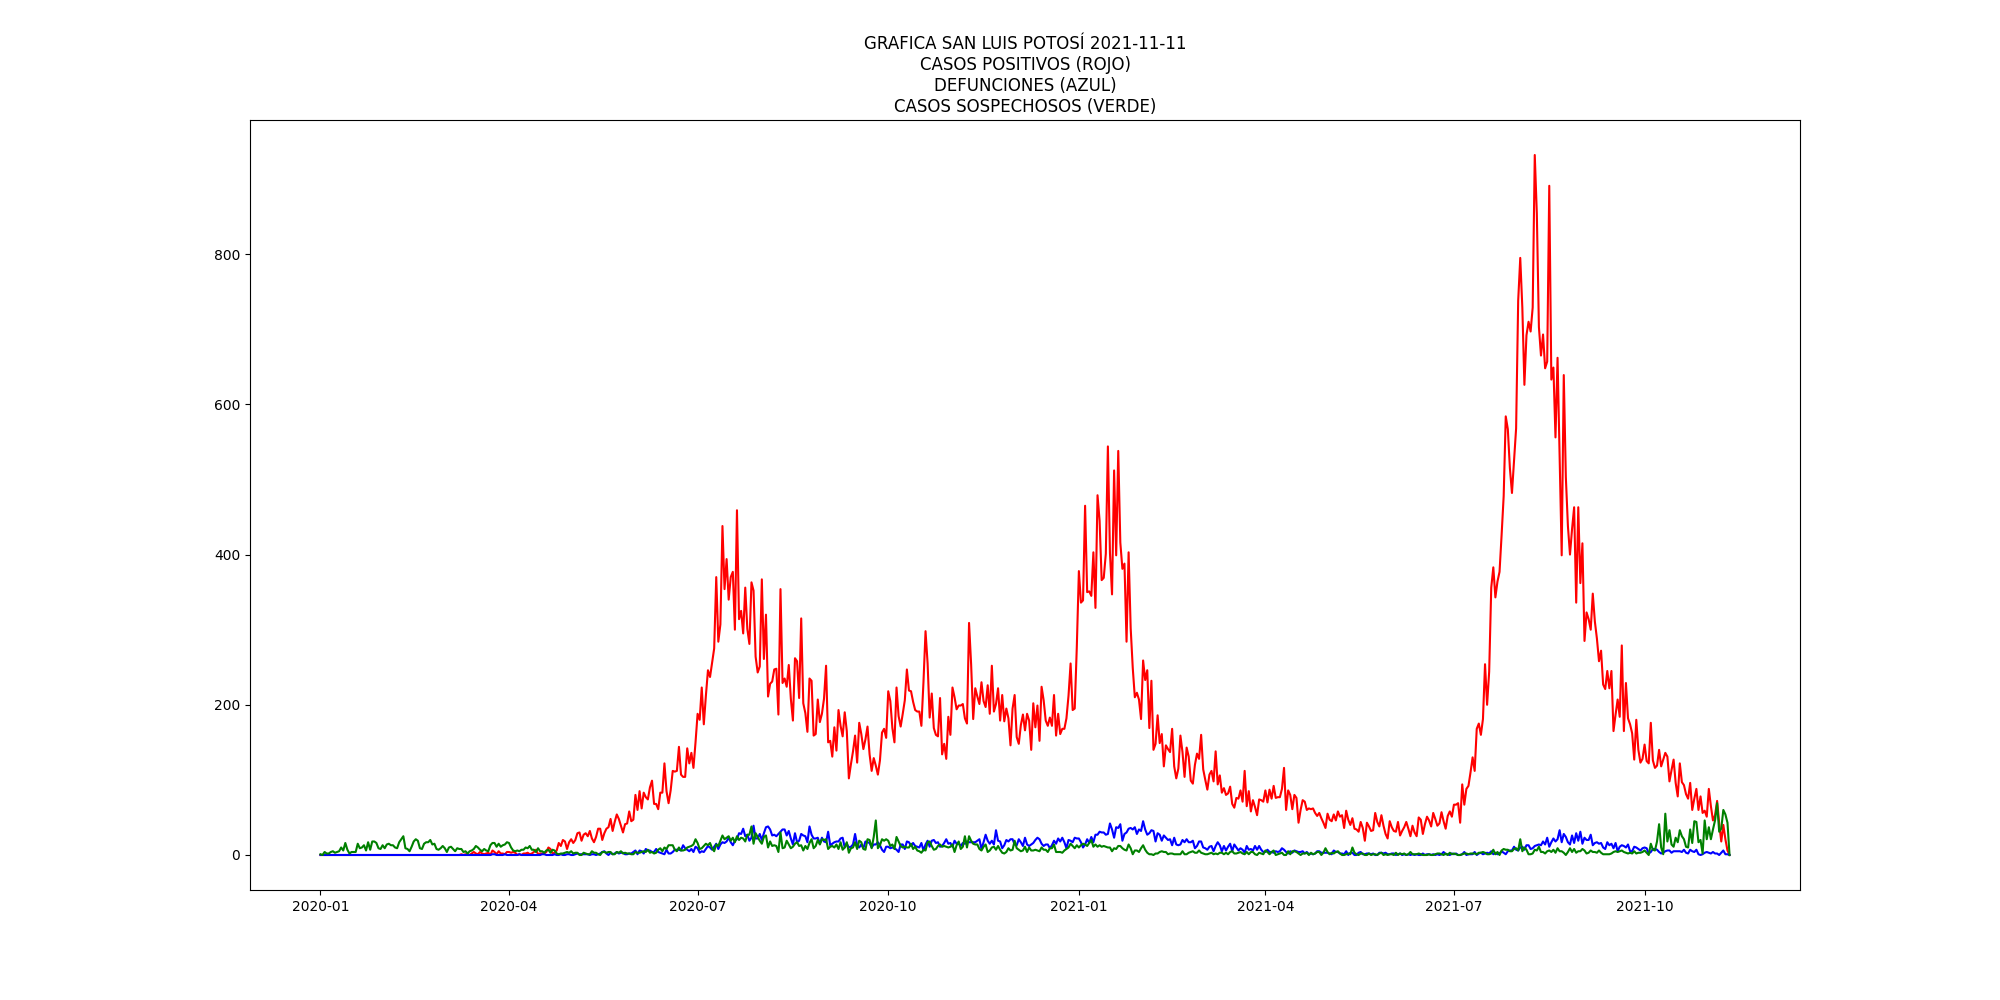 GRAFICA SAN LUIS POTOSÍ 2021-11-11
CASOS POSITIVOS (ROJO)
DEFUNCIONES (AZUL)
CASOS SOSPECHOSOS (VERDE)
800
600
400
200
0
2020-01 2020-04 2020-07 2020-10 2021-01 2021-04 2021-07 2021-10